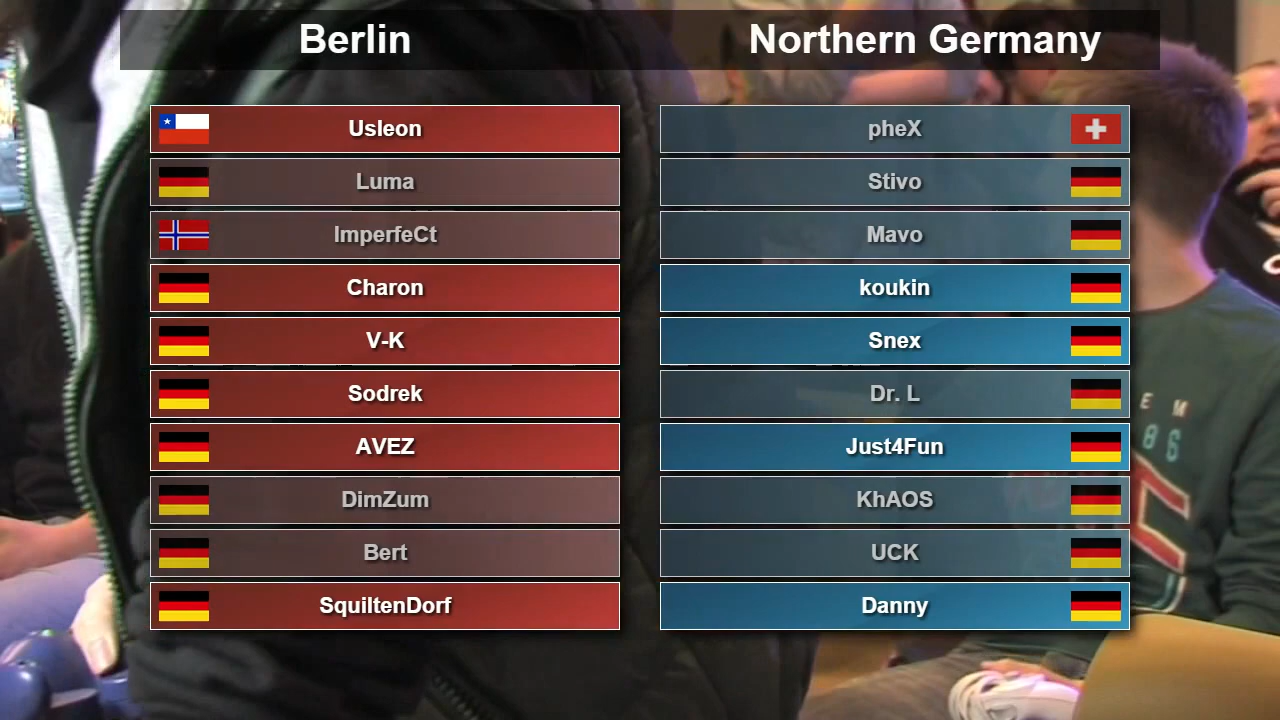 Berlin
Northern Germany
Usleon
pheX
Luma
Stivo
ImperfeCt
Mavo
Charon
koukin
V-K
Snex
Sodrek
Dr. L
AVEZ
Just4Fun
DimZum
KhAOS
Bert
UCK
SquiltenDorf
Danny
E M
86